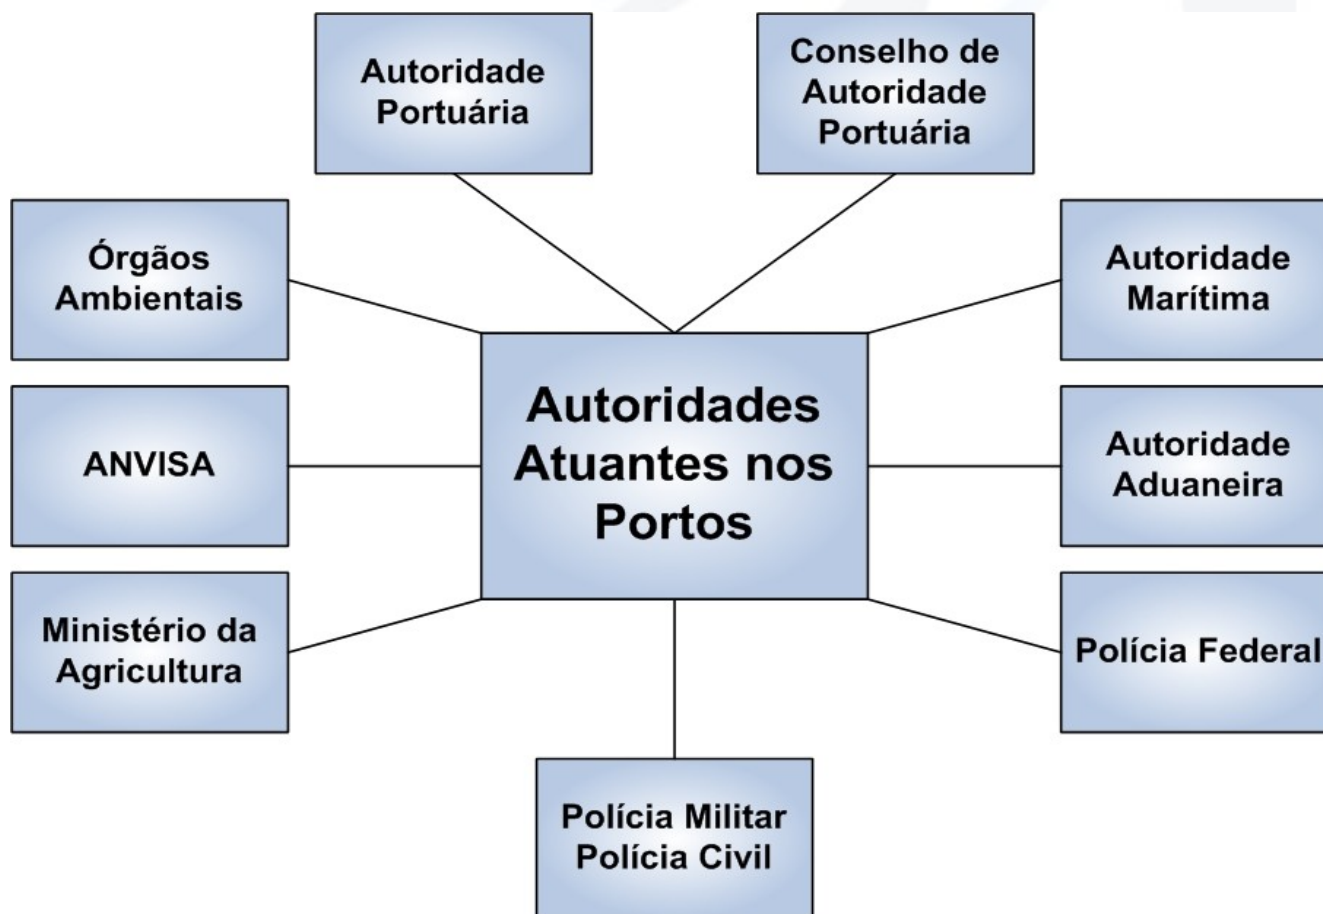 Autoridade
Portuária
Conselho de
Autoridade
Portuária
Órgãos
Ambientais
Autoridade
Marítima
ANVISA
Autoridades
Atuantes nos
Portos
Autoridade
Aduaneira
Ministério da
Agricultura
Polícia Federal
Polícia Militar
Polícia Civil